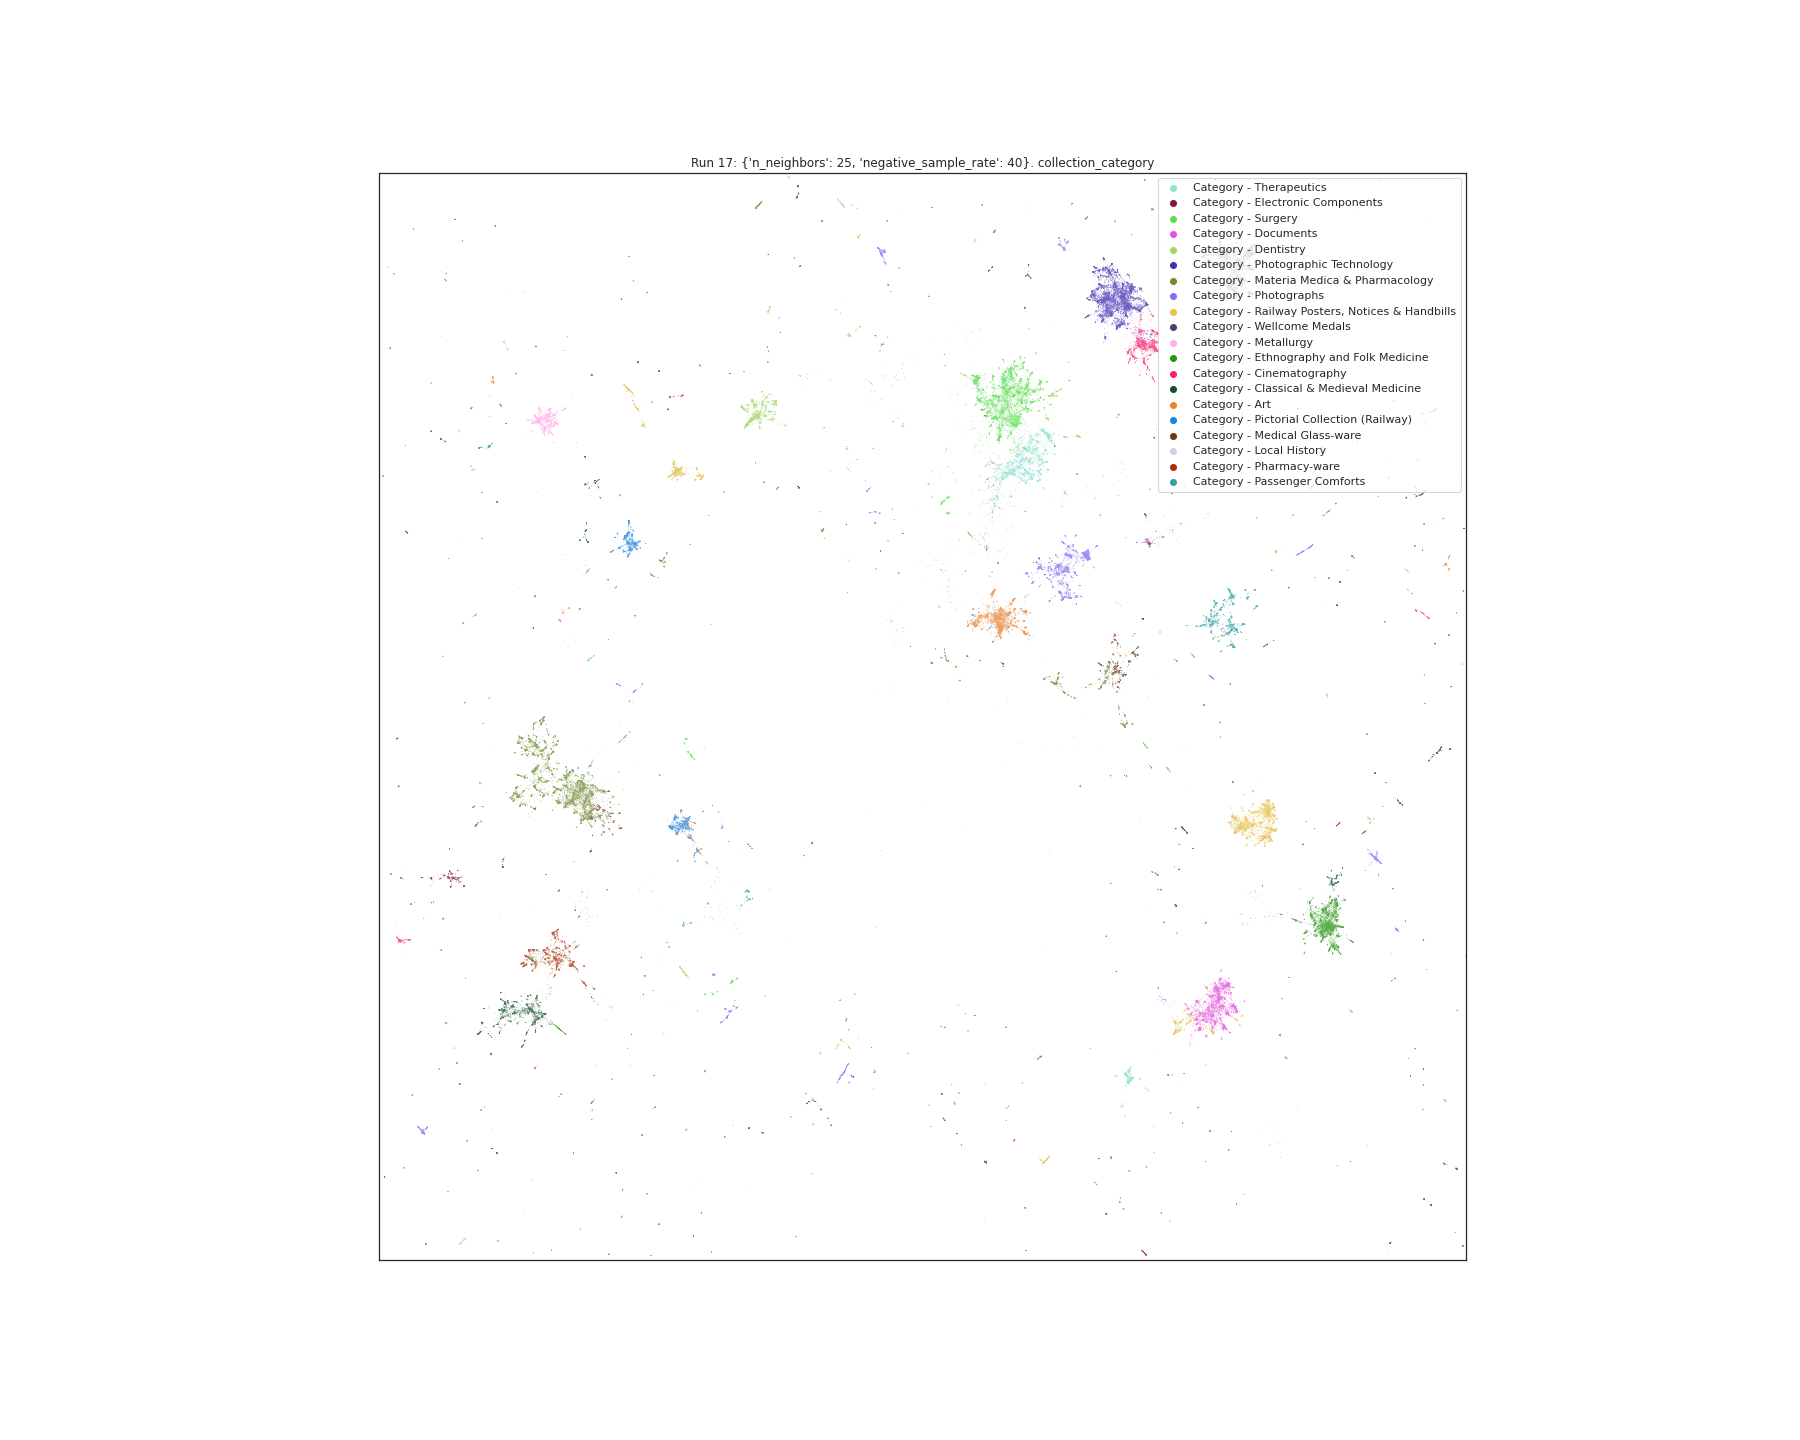 Run 17: {'n_neighbors': 25, 'negative_sample_rate': 40}. collection_category
Category - Therapeutics
Category - Electronic Components
Category - Surgery
Category - Documents
Category - Dentistry
Category - Photographic Technology
Category - Materia Medica & Pharmacology
Category - Photographs
Category - Railway Posters, Notices & Handbills
Category - Wellcome Medals
Category - Metallurgy
Category - Ethnography and Folk Medicine
Category - Cinematography
Category - Classical & Medieval Medicine
Category - Art
Category - Pictorial Collection (Railway)
Category - Medical Glass-ware
Category - Local History
Category - Pharmacy-ware
Category - Passenger Comforts